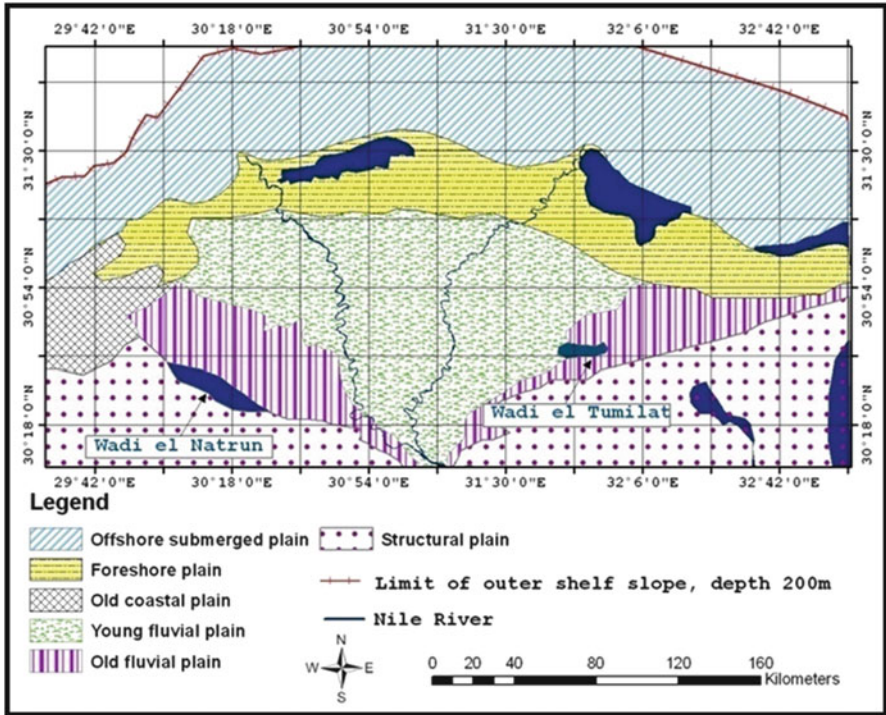 29°42'0"E 30°18'0"E 30°54'0"E 31°30'0"E 32°6'0"E 32°42'0"E
31°30'0"N 31°30'0"N
30°54'0"N 30°54'0"N
30°18'0"N 30°18'0"N
Wadi el Tumilat
Wadi el Natrun
29°42'0"E 30°18'0"E 30°54'0"E 31°30'0"E 32°6'0"E 32°42'0"E
Legend
Offshore submerged plain
Foreshore plain
Old coastal plain
Young fluvial plain
Old fluvial plain
Structural plain
Limit of outer shelf slope, depth 200m
Nile River
N
W E
S
0 20 40 80 120 160
Kilometers